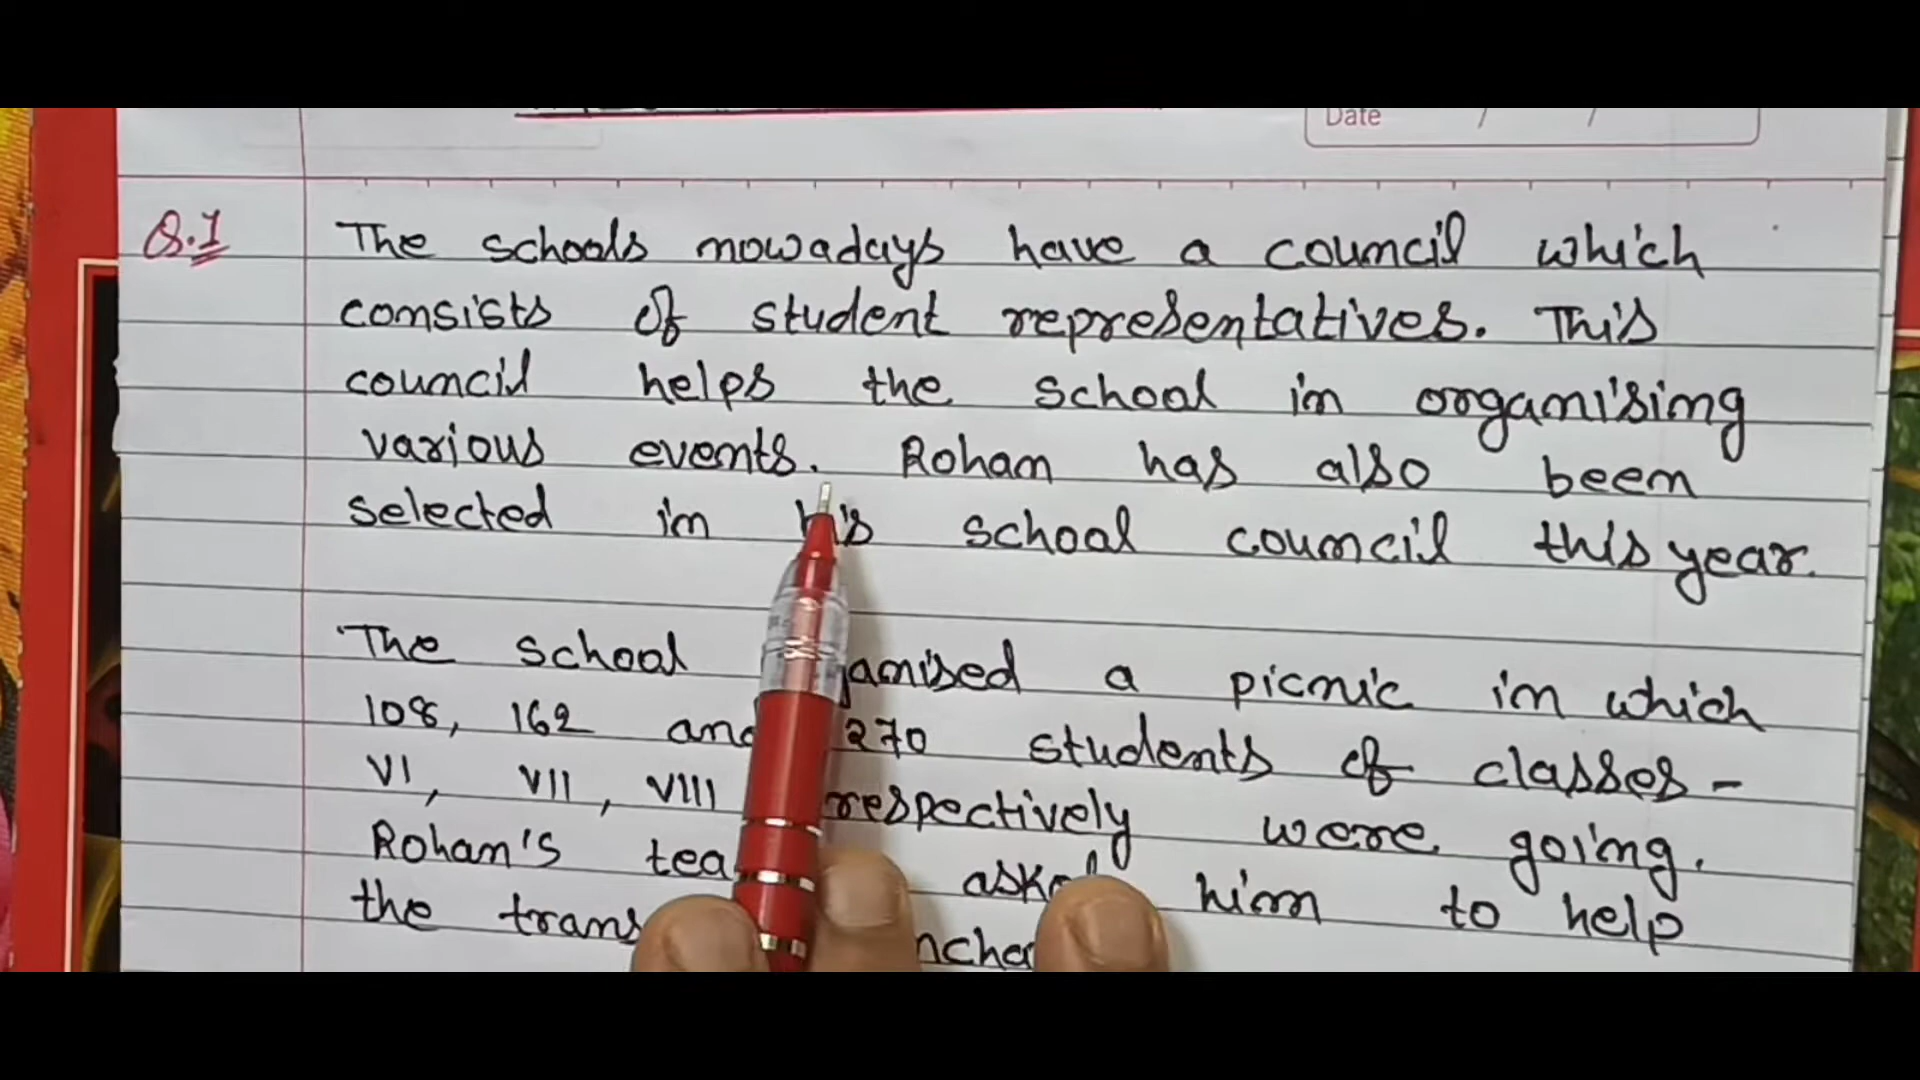 Date / /
Q.1 The schools nowadays have a council which
consists of student representatives. This
council helps the school in organising
various events. Rohan has also been
selected in his school council this year.
The school organised a picnic in which
108, 162 and 270 students of classes -
VI, VII, VIII respectively were going.
Rohan's asked him to help
the